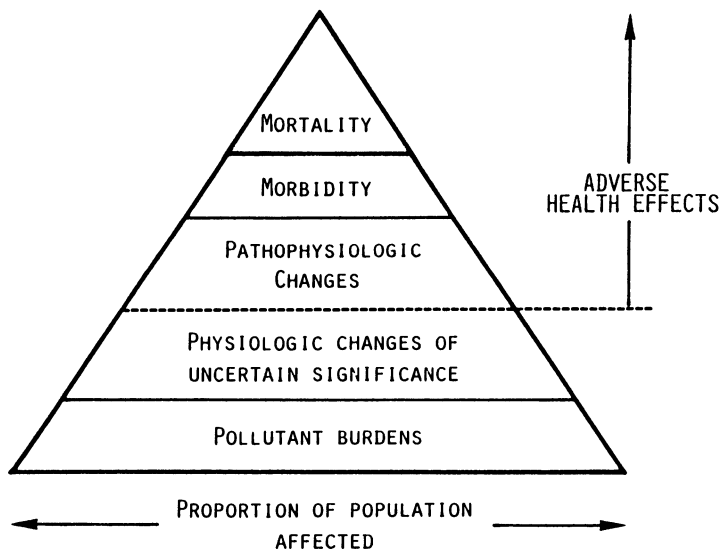 MORTALITY
MORBIDITY
PATHOPHYSIOLOGIC
CHANGES
PHYSIOLOGIC CHANGES OF
UNCERTAIN SIGNIFICANCE
POLLUTANT BURDENS
ADVERSE
HEALTH EFFECTS
PROPORTION OF POPULATION
AFFECTED